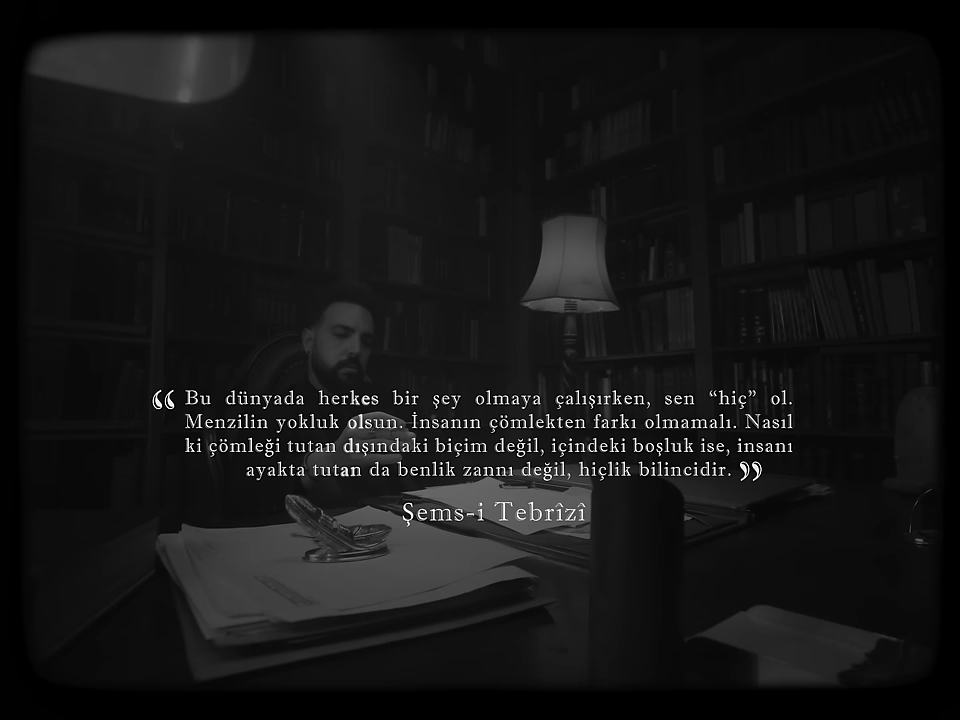 “ Bu dünyada herkes bir şey olmaya çalışırken, sen “hiç” ol.
Menzilin yokluk olsun. İnsanın çömlekten farkı olmamalı. Nasıl
ki çömleği tutan dışındaki biçim değil, içindeki boşluk ise, insanı
ayakta tutan da benlik zannı değil, hiçlik bilincidir. ”
Şems-i Tebrîzî